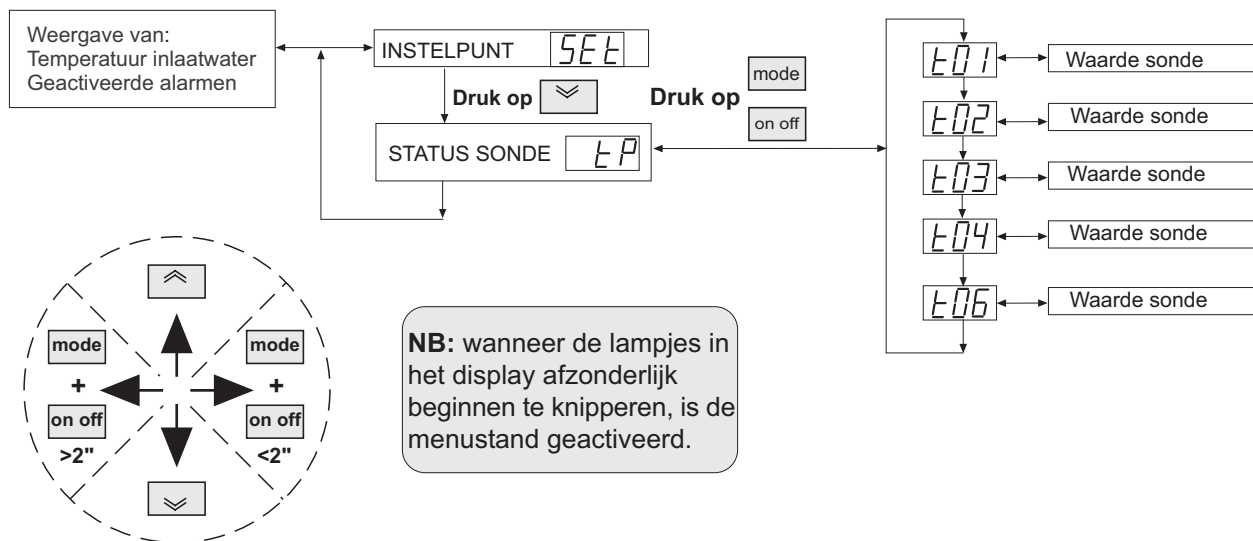 Weergave van:
Temperatuur inlaatwater
Geactiveerde alarmen
INSTELPUNT SEt
Druk op
STATUS SONDE tP
Druk op
mode
on off
t01 Waarde sonde
t02 Waarde sonde
t03 Waarde sonde
t04 Waarde sonde
t06 Waarde sonde
mode
+
on off
>2"
mode
+
on off
<2"
NB: wanneer de lampjes in
het display afzonderlijk
beginnen te knipperen, is de
menustand geactiveerd.